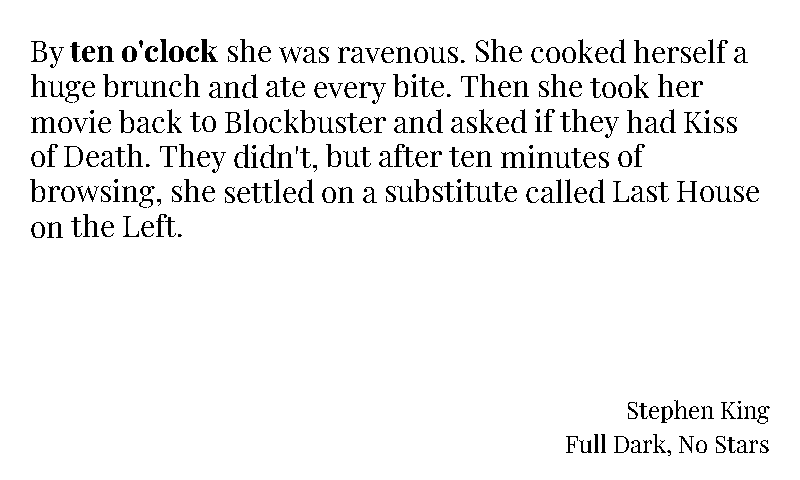 By ten o'clock she was ravenous. She cooked herself a
huge brunch and ate every bite. Then she took her
movie back to Blockbuster and asked if they had Kiss
of Death. They didn't, but after ten minutes of
browsing, she settled on a substitute called Last House
on the Left.
Stephen King
Full Dark, No Stars